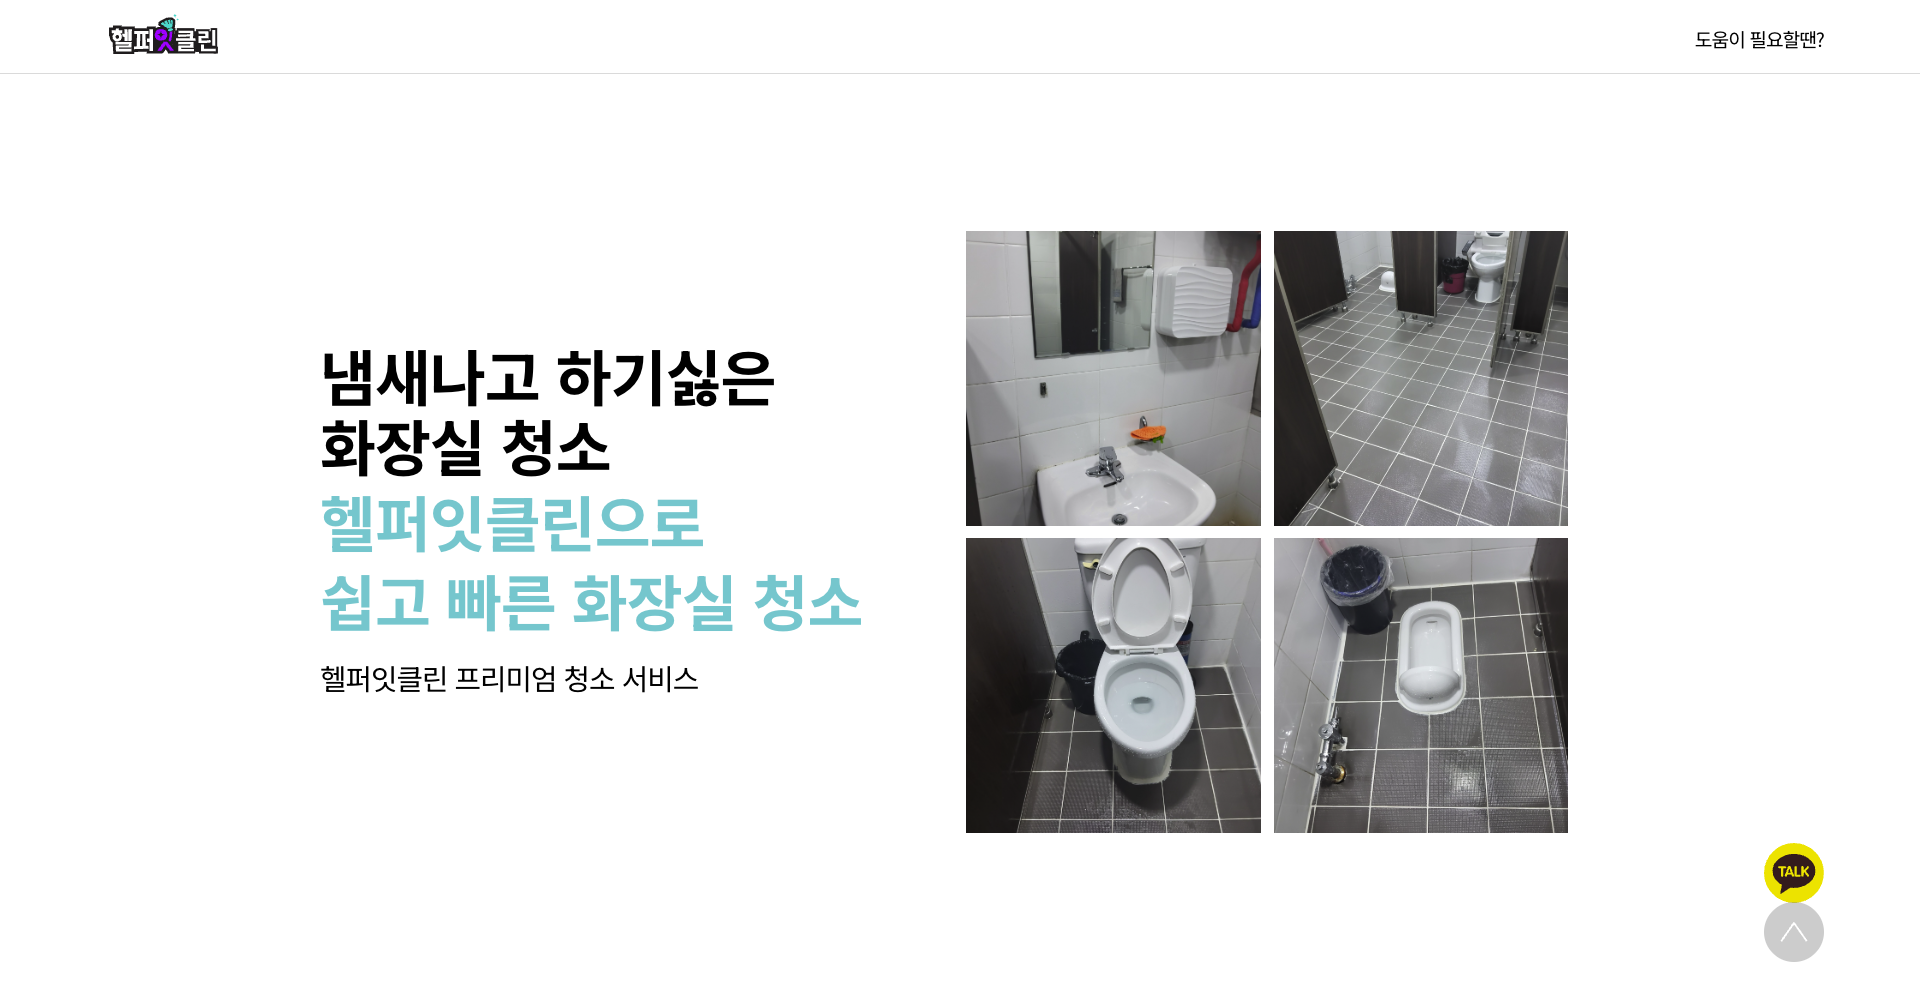 헬퍼잇클린
도움이 필요할땐?
냄새나고 하기싫은
화장실 청소
헬퍼잇클린으로
쉽고 빠른 화장실 청소
헬퍼잇클린 프리미엄 청소 서비스
TALK